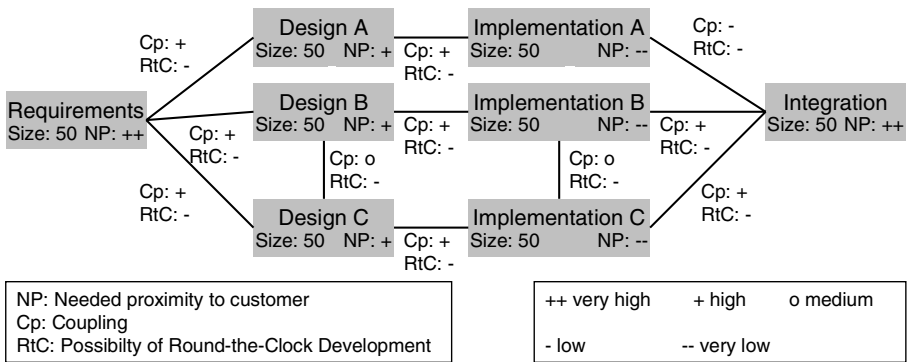 Design A
Size: 50 NP: +
Implementation A
Size: 50 NP: --
Cp: +
RtC: -
Cp: +
RtC: -
Cp: -
RtC: -
Requirements
Size: 50 NP: ++
Design B
Size: 50 NP: +
Implementation B
Size: 50 NP: --
Integration
Size: 50 NP: ++
Cp: +
RtC: -
Cp: +
RtC: -
Cp: +
RtC: -
Cp: o
RtC: -
Cp: o
RtC: -
Cp: +
RtC: -
Cp: +
RtC: -
Design C
Size: 50 NP: +
Implementation C
Size: 50 NP: --
Cp: +
RtC: -
NP: Needed proximity to customer
Cp: Coupling
RtC: Possibilty of Round-the-Clock Development
++ very high + high o medium
- low -- very low